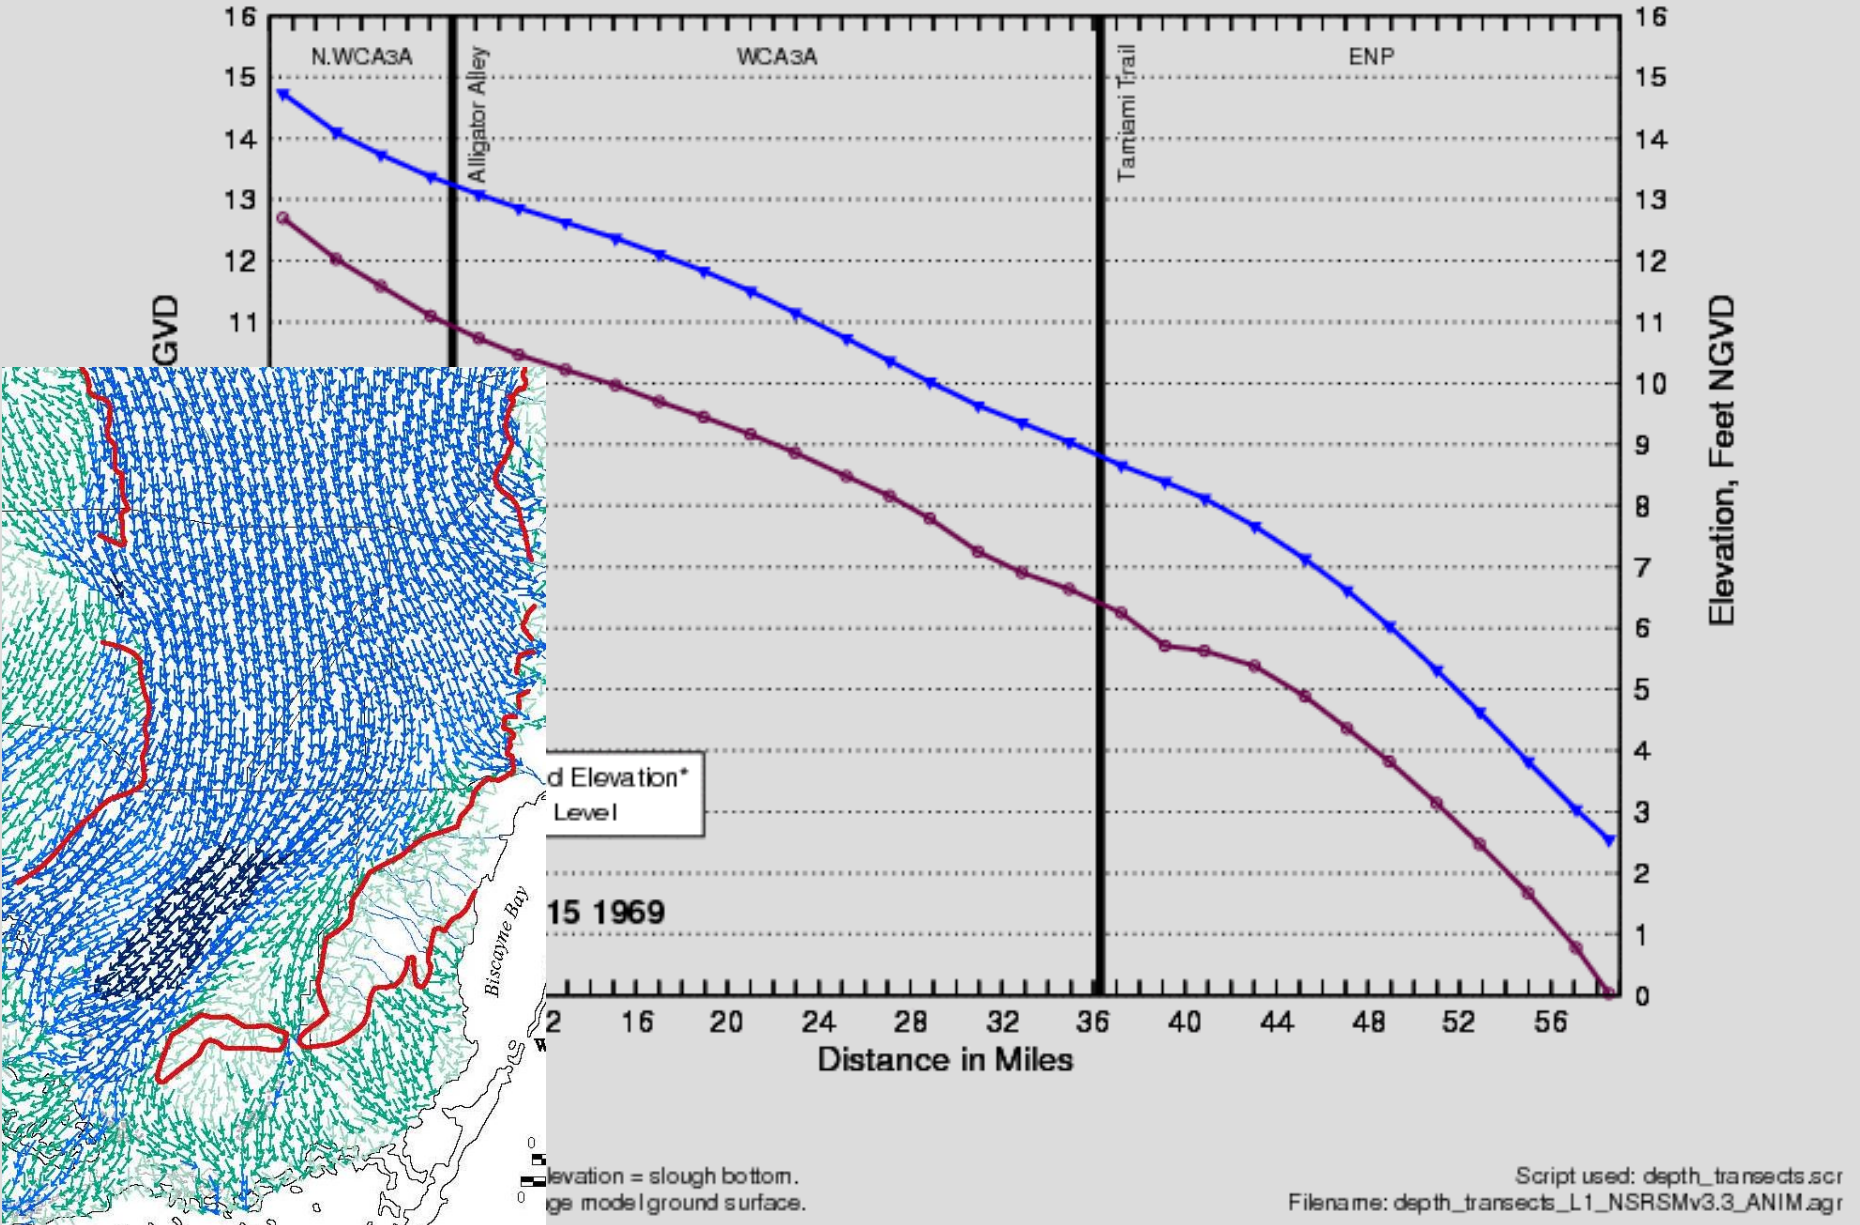 16 16
N.WCA3A WCA3A ENP
Alligator Alley
Tamiami Trail
15 15
14 14
13 13
12 12
11 11
GVD
Elevation, Feet NGVD
10
9
8
7
6
5
4
d Elevation*
Level
3
2
15 1969
1
0
Biscayne Bay
2 16 20 24 28 32 36 40 44 48 52 56
W
Distance in Miles
0
levation = slough bottom.
ge model ground surface.
0
Script used: depth_transects.scr
Filename: depth_transects_L1_NSRSMv3.3_ANIM.agr